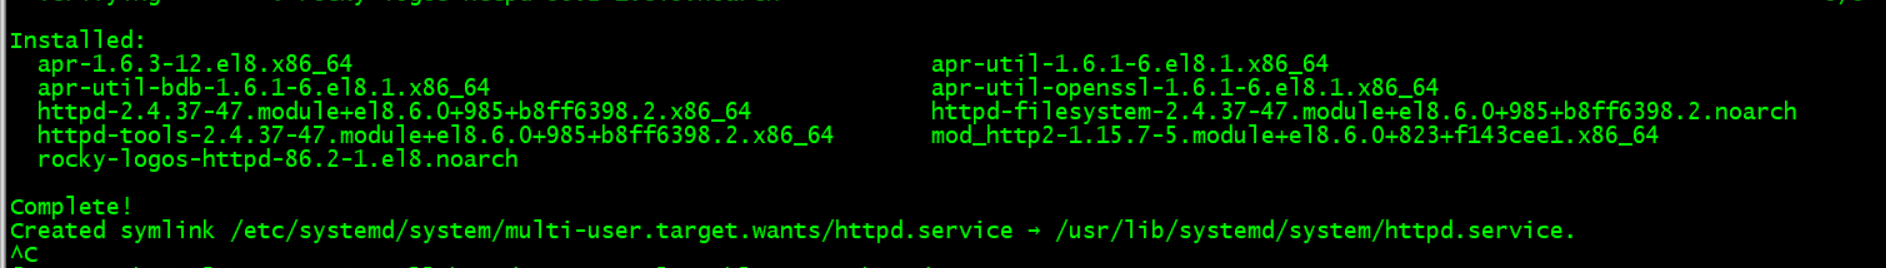 Installed:
apr-1.6.3-12.el8.x86_64 apr-util-1.6.1-6.el8.1.x86_64
apr-util-bdb-1.6.1-6.el8.1.x86_64 apr-util-openssl-1.6.1-6.el8.1.x86_64
httpd-2.4.37-47.module+el8.6.0+985+b8ff6398.2.x86_64 httpd-filesystem-2.4.37-47.module+el8.6.0+985+b8ff6398.2.noarch
httpd-tools-2.4.37-47.module+el8.6.0+985+b8ff6398.2.x86_64 mod_http2-1.15.7-5.module+el8.6.0+823+f143cee1.x86_64
rocky-logos-httpd-86.2-1.el8.noarch
Complete!
Created symlink /etc/systemd/system/multi-user.target.wants/httpd.service → /usr/lib/systemd/system/httpd.service.
^C